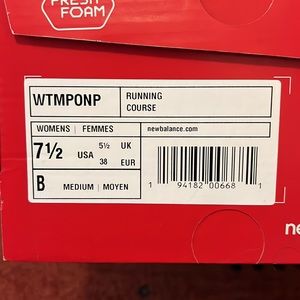 FRESH
FOAM
WTMPONP
RUNNING
COURSE
WOMENS | FEMMES
newbalance.com
7½ USA
5½ UK
38 EUR
B MEDIUM | MOYEN
1 94182 00668 1
ne